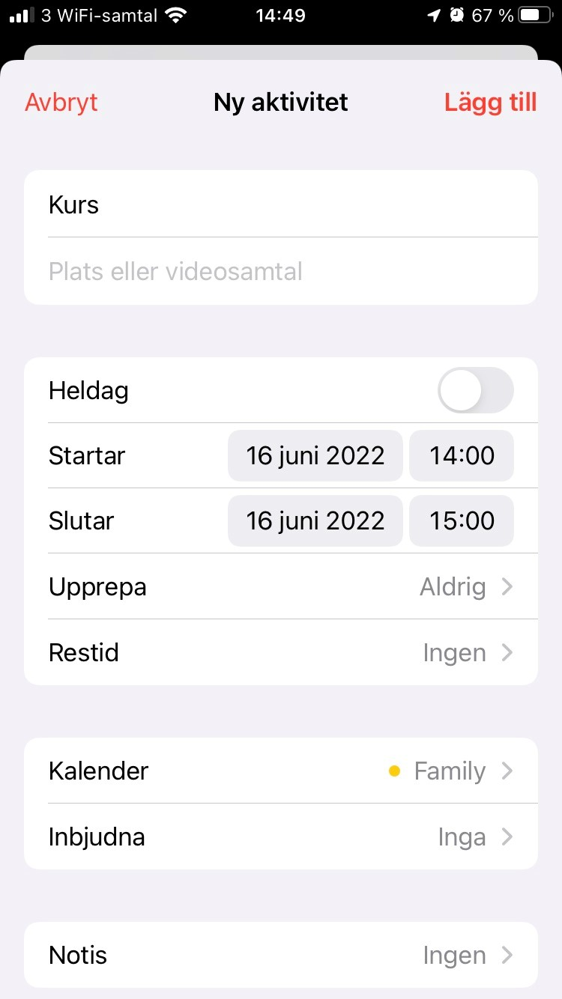 3 WiFi-samtal 14:49 67 %
Avbryt Ny aktivitet Lägg till
Kurs
Plats eller videosamtal
Heldag
Startar 16 juni 2022 14:00
Slutar 16 juni 2022 15:00
Upprepa Aldrig
Restid Ingen
Kalender Family
Inbjudna Inga
Notis Ingen